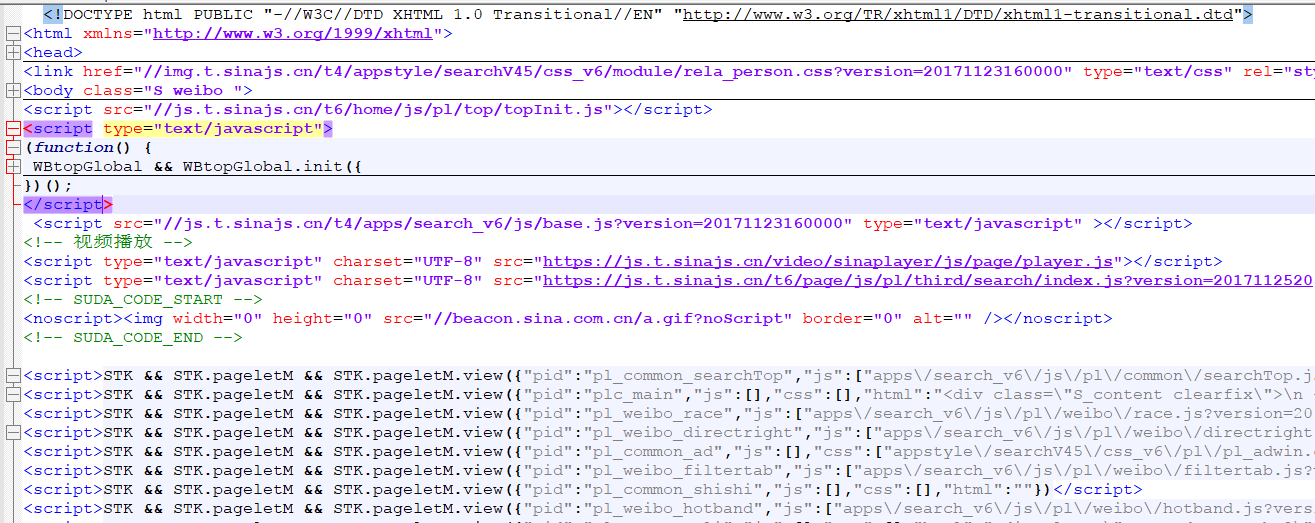 <!DOCTYPE html PUBLIC "-//W3C//DTD XHTML 1.0 Transitional//EN" "http://www.w3.org/TR/xhtml1/DTD/xhtml1-transitional.dtd">
<html xmlns="http://www.w3.org/1999/xhtml">
<head>
<link href="//img.t.sinajs.cn/t4/appstyle/searchV45/css_v6/module/rela_person.css?version=20171123160000" type="text/css" rel="sty
<body class="S_weibo ">
<script src="//js.t.sinajs.cn/t6/home/js/pl/top/topInit.js"></script>
<script type="text/javascript">
(function() {
WBtopGlobal && WBtopGlobal.init({
})();
</script>
<script src="//js.t.sinajs.cn/t4/apps/search_v6/js/base.js?version=20171123160000" type="text/javascript" ></script>
<!-- 视频播放 -->
<script type="text/javascript" charset="UTF-8" src="https://js.t.sinajs.cn/video/sinaplayer/js/page/player.js"></script>
<script type="text/javascript" charset="UTF-8" src="https://js.t.sinajs.cn/t6/page/js/pl/third/search/index.js?version=2017112520
<!-- SUDA_CODE_START -->
<noscript><img width="0" height="0" src="//beacon.sina.com.cn/a.gif?noScript" border="0" alt="" /></noscript>
<!-- SUDA_CODE_END -->
<script>STK && STK.pageletM && STK.pageletM.view({"pid":"pl_common_searchTop","js":["apps\/search_v6\/js\/pl\/common\/searchTop.j
<script>STK && STK.pageletM && STK.pageletM.view({"pid":"plc_main","js":[],"css":[],"html":"<div class=\"S_content clearfix\">\n
<script>STK && STK.pageletM && STK.pageletM.view({"pid":"pl_weibo_race","js":["apps\/search_v6\/js\/pl\/weibo\/race.js?version=20
<script>STK && STK.pageletM && STK.pageletM.view({"pid":"pl_weibo_directright","js":["apps\/search_v6\/js\/pl\/weibo\/directright
<script>STK && STK.pageletM && STK.pageletM.view({"pid":"pl_common_ad","js":[],"css":["appstyle\/searchV45\/css_v6\/pl\/pl_adwin.
<script>STK && STK.pageletM && STK.pageletM.view({"pid":"pl_weibo_filtertab","js":["apps\/search_v6\/js\/pl\/weibo\/filtertab.js?
<script>STK && STK.pageletM && STK.pageletM.view({"pid":"pl_common_shishi","js":[],"css":[],"html":""})</script>
<script>STK && STK.pageletM && STK.pageletM.view({"pid":"pl_weibo_hotband","js":["apps\/search_v6\/js\/pl\/weibo\/hotband.js?vers